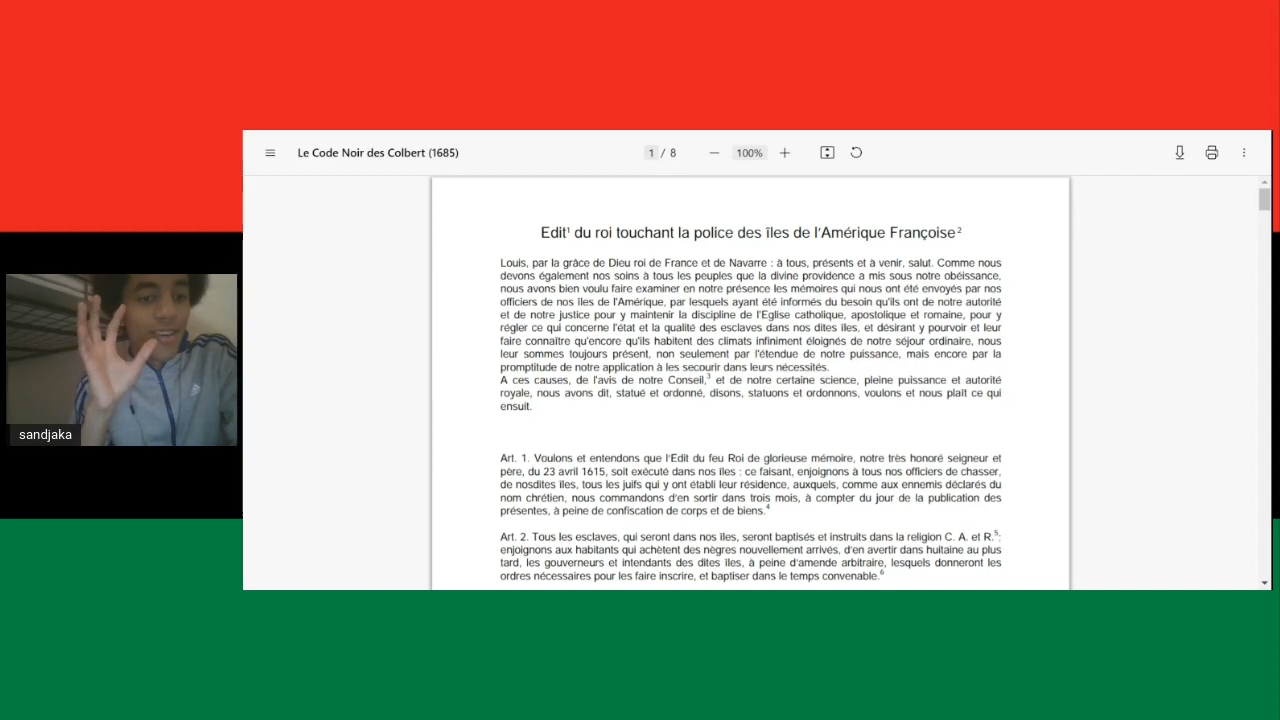 Le Code Noir des Colbert (1685)
1 / 8
100%
Edit¹ du roi touchant la police des îles de l'Amérique Françoise²
Louis, par la grâce de Dieu roi de France et de Navarre : à tous, présents et à venir, salut. Comme nous
devons également nos soins à tous les peuples que la divine providence a mis sous notre obéissance,
nous avons bien voulu faire examiner en notre présence les mémoires qui nous ont été envoyés par nos
officiers de nos îles de l'Amérique, par lesquels ayant été informés du besoin qu'ils ont de notre autorité
et de notre justice pour y maintenir la discipline de l'Eglise catholique, apostolique et romaine, pour y
régler ce qui concerne l'état et la qualité des esclaves dans nos dites îles, et désirant y pourvoir et leur
faire connaître qu'encore qu'ils habitent des climats infiniment éloignés de notre séjour ordinaire, nous
leur sommes toujours présent, non seulement par l'étendue de notre puissance, mais encore par la
promptitude de notre application à les secourir dans leurs nécessités.
A ces causes, de l'avis de notre Conseil,³ et de notre certaine science, pleine puissance et autorité
royale, nous avons dit, statué et ordonné, disons, statuons et ordonnons, voulons et nous plaît ce qui
ensuit.
Art. 1. Voulons et entendons que l'Edit du feu Roi de glorieuse mémoire, notre très honoré seigneur et
père, du 23 avril 1615, soit exécuté dans nos îles : ce faisant, enjoignons à tous nos officiers de chasser,
de nosdites îles, tous les juifs qui y ont établi leur résidence, auxquels, comme aux ennemis déclarés du
nom chrétien, nous commandons d'en sortir dans trois mois, à compter du jour de la publication des
présentes, à peine de confiscation de corps et de biens.⁴
Art. 2. Tous les esclaves, qui seront dans nos îles, seront baptisés et instruits dans la religion C. A. et R.⁵;
enjoignons aux habitants qui achètent des nègres nouvellement arrivés, d'en avertir dans huitaine au plus
tard, les gouverneurs et intendants des dites îles, à peine d'amende arbitraire, lesquels donneront les
ordres nécessaires pour les faire inscrire, et baptiser dans le temps convenable.⁶
sandjaka